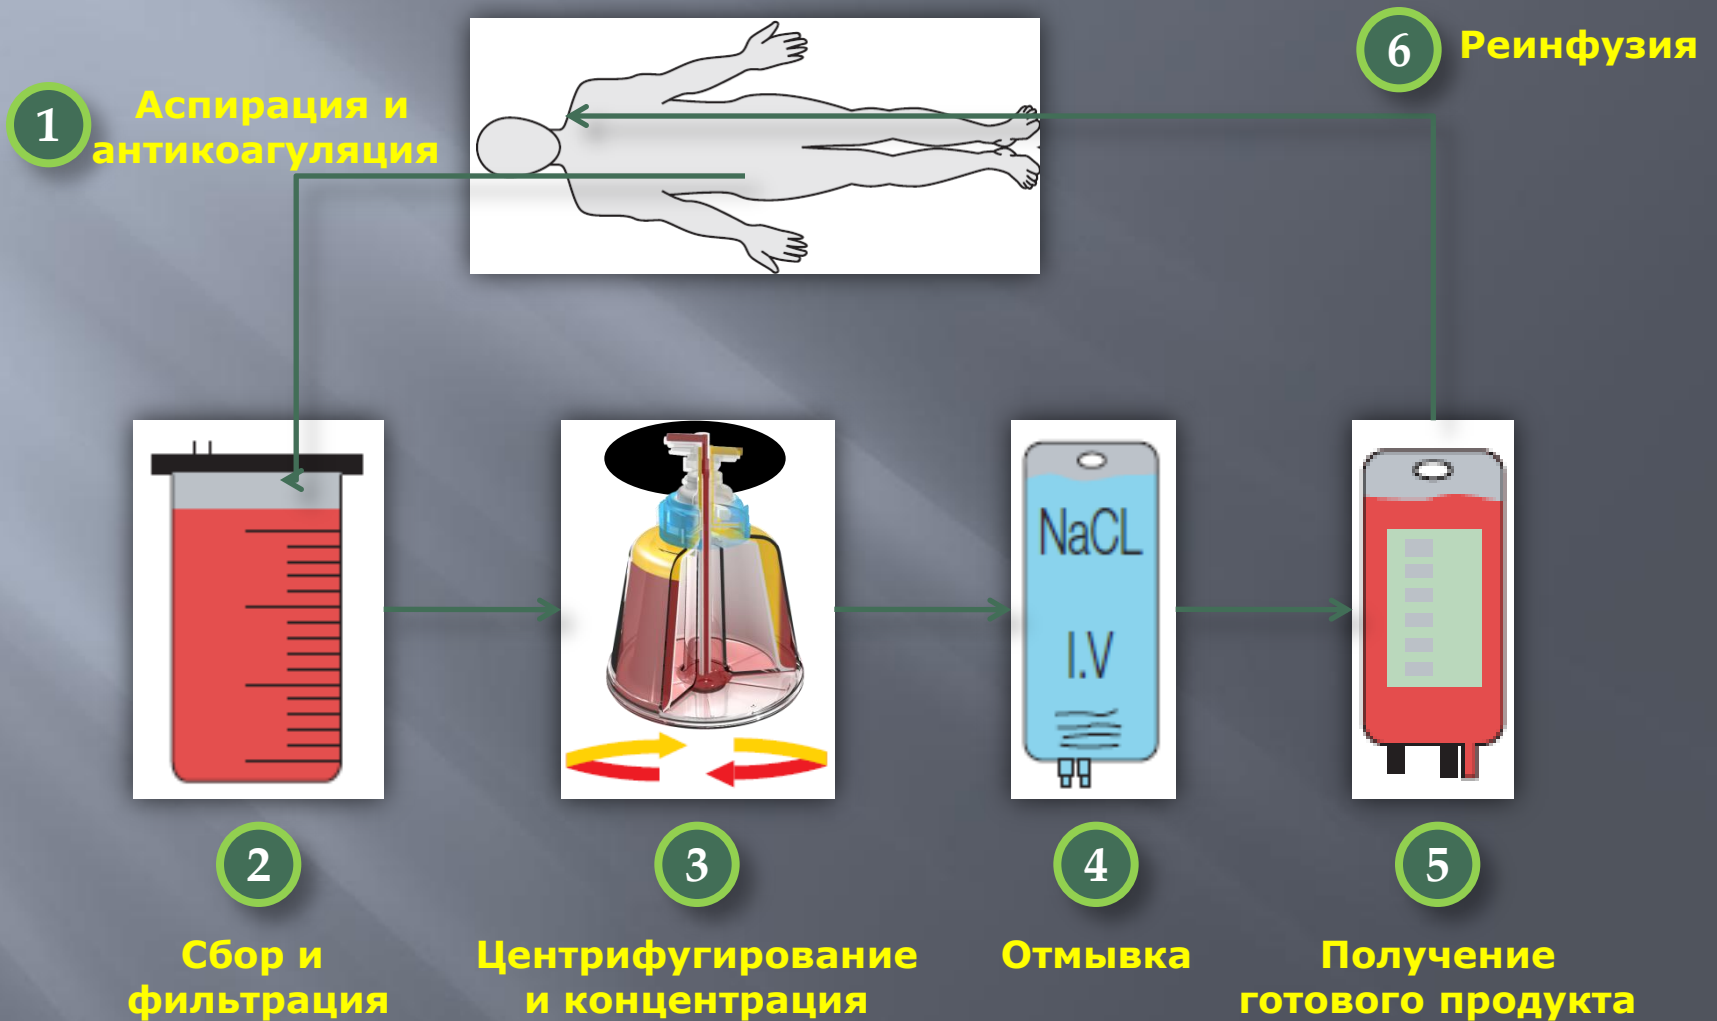 1
Аспирация и
антикоагуляция
6
Реинфузия
NaCL
I.V
2
Сбор и
фильтрация
3
Центрифугирование
и концентрация
4
Отмывка
5
Получение
готового продукта